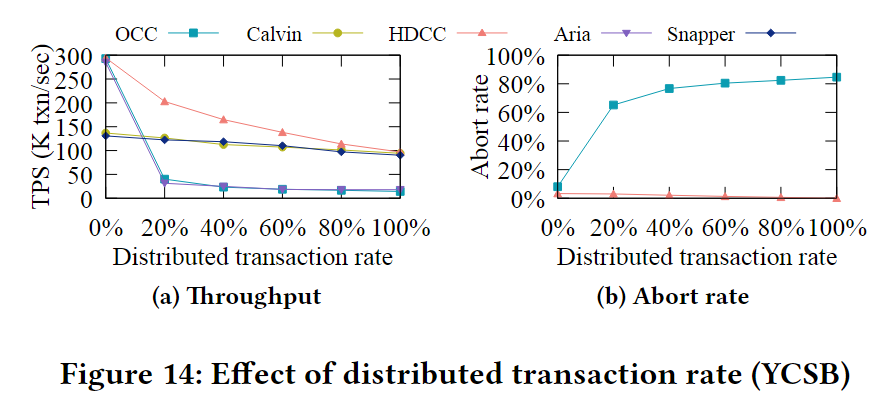 OCC Calvin HDCC Aria Snapper
TPS (K txn/sec)
300
250
200
150
100
50
0
0% 20% 40% 60% 80% 100%
Distributed transaction rate
(a) Throughput
Abort rate
100%
80%
60%
40%
20%
0%
0% 20% 40% 60% 80% 100%
Distributed transaction rate
(b) Abort rate
Figure 14: Effect of distributed transaction rate (YCSB)